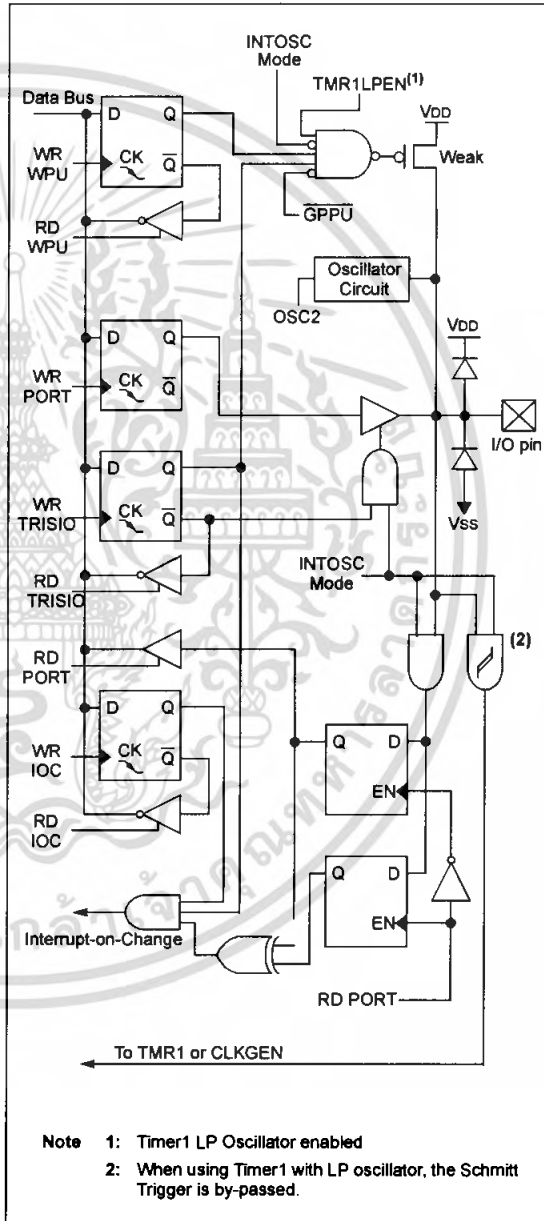 INTOSC
Mode
TMR1LPEN(1)
Data Bus
VDD
D Q
WR
WPU
CK
Q
Weak
RD
WPU
GPPU
Oscillator
Circuit
OSC2
VDD
D Q
WR
PORT
CK
Q
I/O pin
D Q
WR
TRISIO
CK
Q
Vss
INTOSC
Mode
RD
TRISIO
(2)
RD
PORT
D Q
Q D
WR
IOC
CK
Q
EN
RD
IOC
Q D
Interrupt-on-Change
EN
RD PORT
To TMR1 or CLKGEN
Note 1: Timer1 LP Oscillator enabled
2: When using Timer1 with LP oscillator, the Schmitt
Trigger is by-passed.